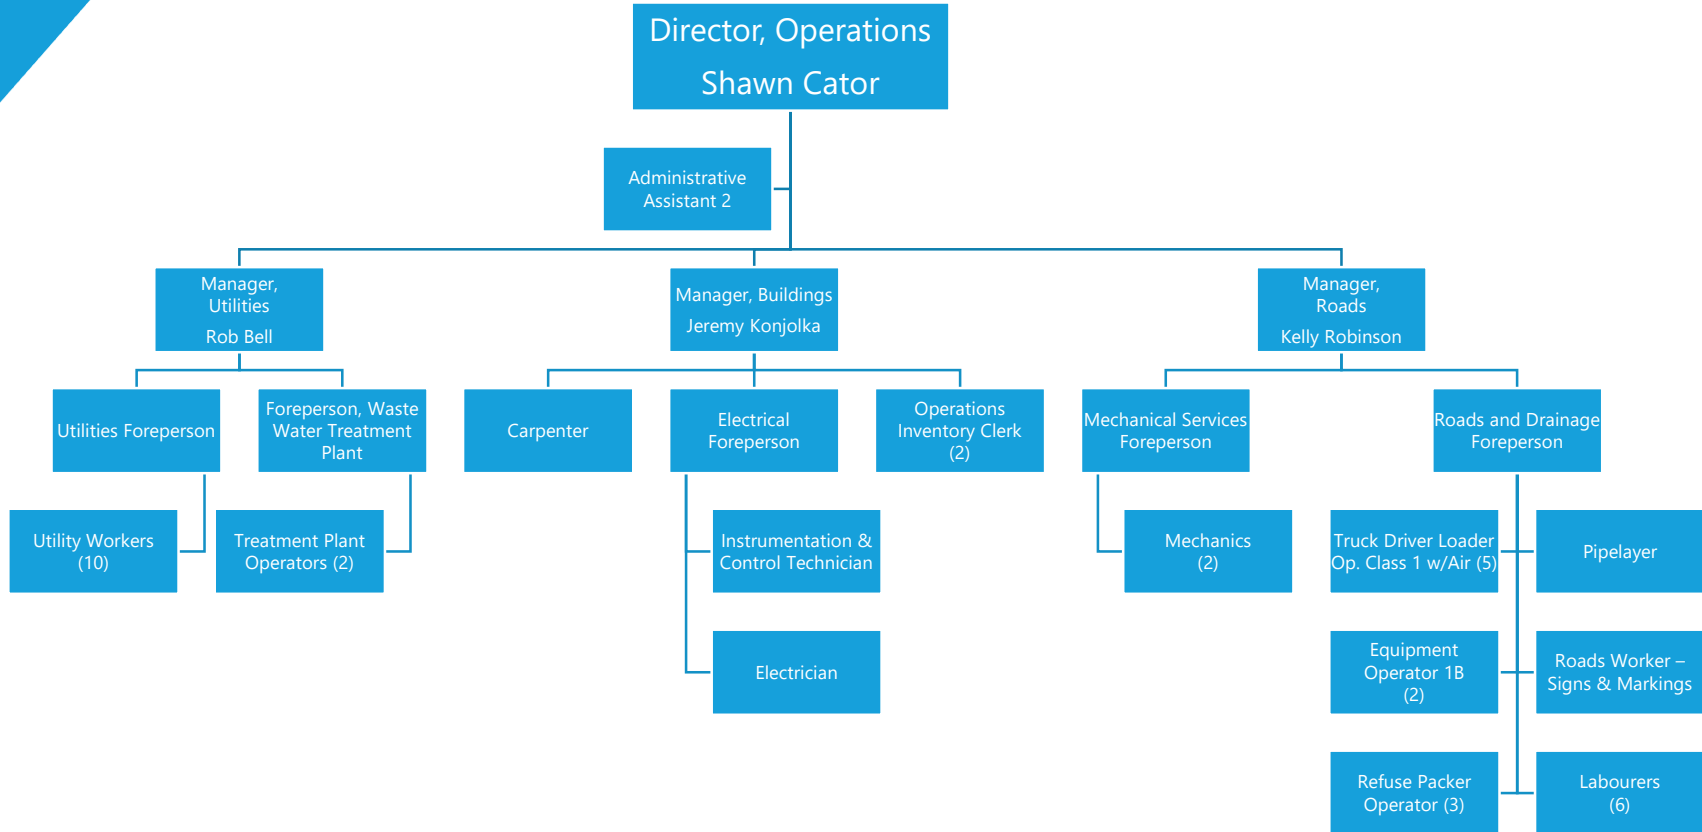 Director, Operations
Shawn Cator
Administrative
Assistant 2
Manager,
Utilities
Rob Bell
Manager, Buildings
Jeremy Konjolka
Manager,
Roads
Kelly Robinson
Utilities Foreperson
Foreperson, Waste
Water Treatment
Plant
Carpenter
Electrical
Foreperson
Operations
Inventory Clerk
(2)
Mechanical Services
Foreperson
Roads and Drainage
Foreperson
Utility Workers
(10)
Treatment Plant
Operators (2)
Instrumentation &
Control Technician
Mechanics
(2)
Truck Driver Loader
Op. Class 1 w/Air (5)
Pipelayer
Electrician
Equipment
Operator 1B
(2)
Roads Worker –
Signs & Markings
Refuse Packer
Operator (3)
Labourers
(6)